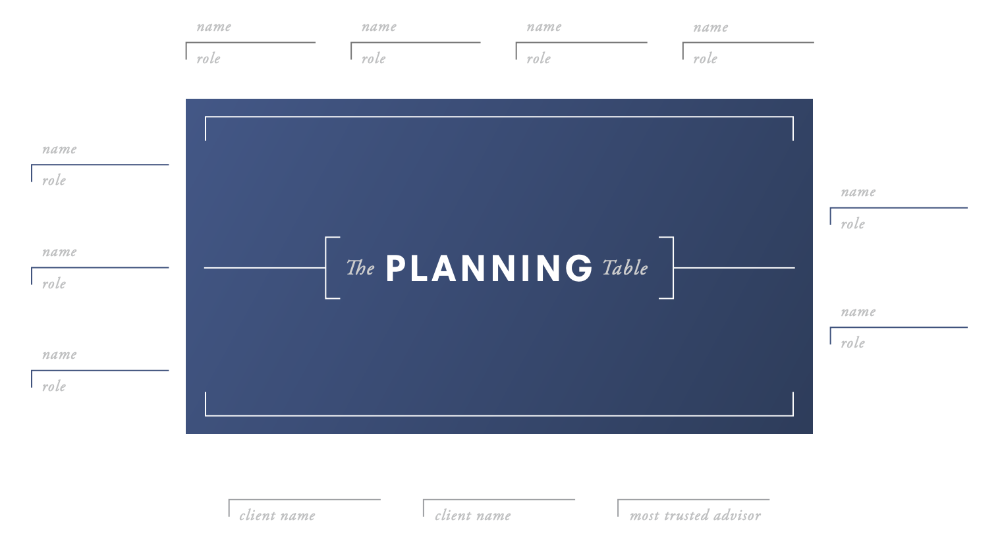 name name name name
role role role role
name
role
name
role
name
role
The PLANNING Table
name
role
name
role
client name client name most trusted advisor